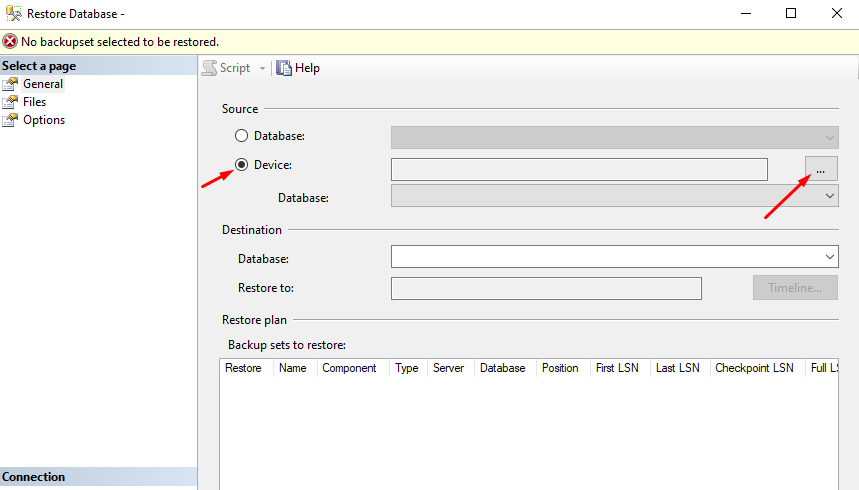 Restore Database -
No backupset selected to be restored.
Select a page
General
Files
Options
Connection
Script
Help
Source
Database:
Device:
...
Database:
Destination
Database:
Restore to:
Timeline...
Restore plan
Backup sets to restore:
Restore Name Component Type Server Database Position First LSN Last LSN Checkpoint LSN Full LS